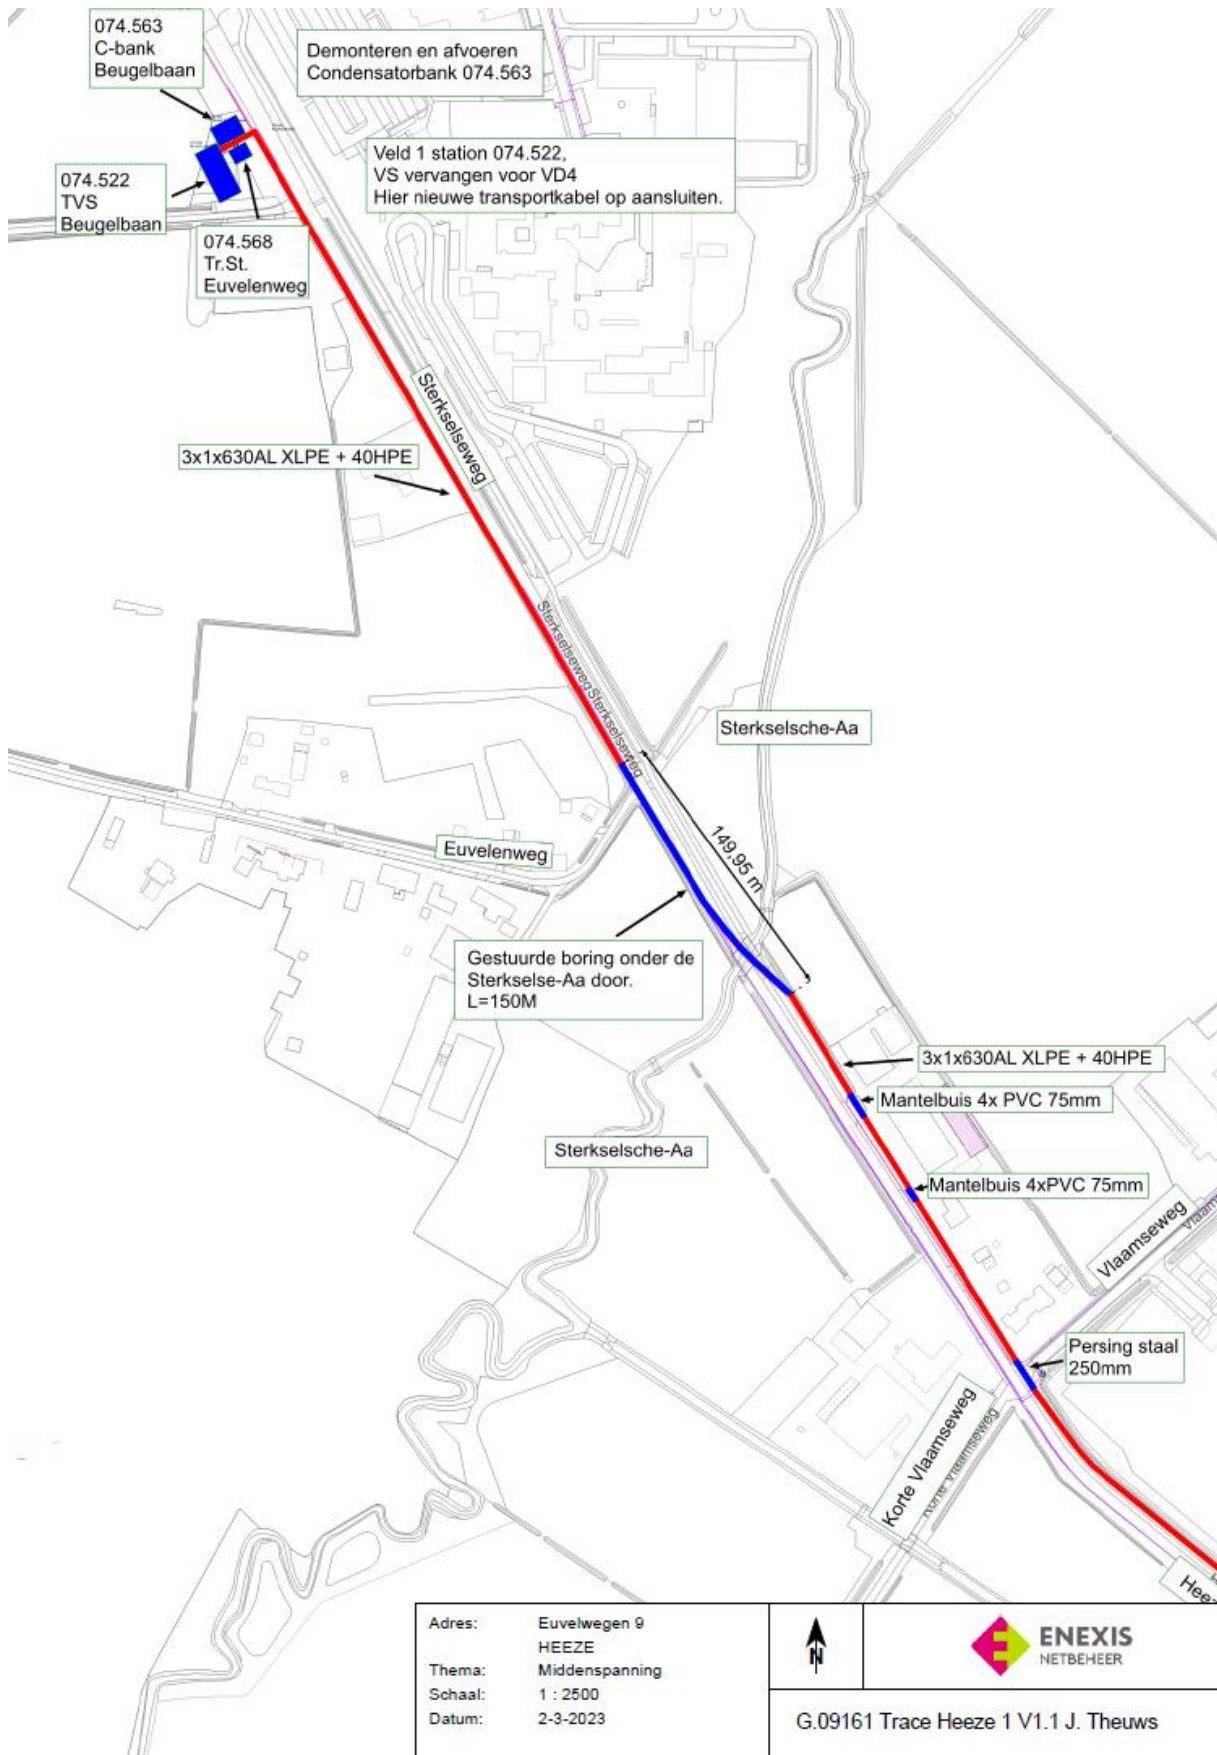 074.563
C-bank
Beugelbaan
Demonteren en afvoeren
Condensatorbank 074.563
Veld 1 station 074.522,
VS vervangen voor VD4
Hier nieuwe transportkabel op aansluiten.
074.522
TVS
Beugelbaan
074.568
Tr.St.
Euvelenweg
Sterkselseweg
3x1x630AL XLPE + 40HPE
Sterkselseweg
Sterkselseweg
Sterkselsche-Aa
149,95 m
Euvelenweg
Gestuurde boring onder de
Sterkselse-Aa door.
L=150M
3x1x630AL XLPE + 40HPE
Mantelbuis 4x PVC 75mm
Sterkselsche-Aa
Mantelbuis 4xPVC 75mm
Vlaamseweg
Persing staal
250mm
Korte Vlaamseweg
Korte Vlaamseweg
Adres: Euvelwegen 9
HEEZE
Thema: Middenspanning
Schaal: 1 : 2500
Datum: 2-3-2023
N
ENEXIS
NETBEHEER
G.09161 Trace Heeze 1 V1.1 J. Theuws